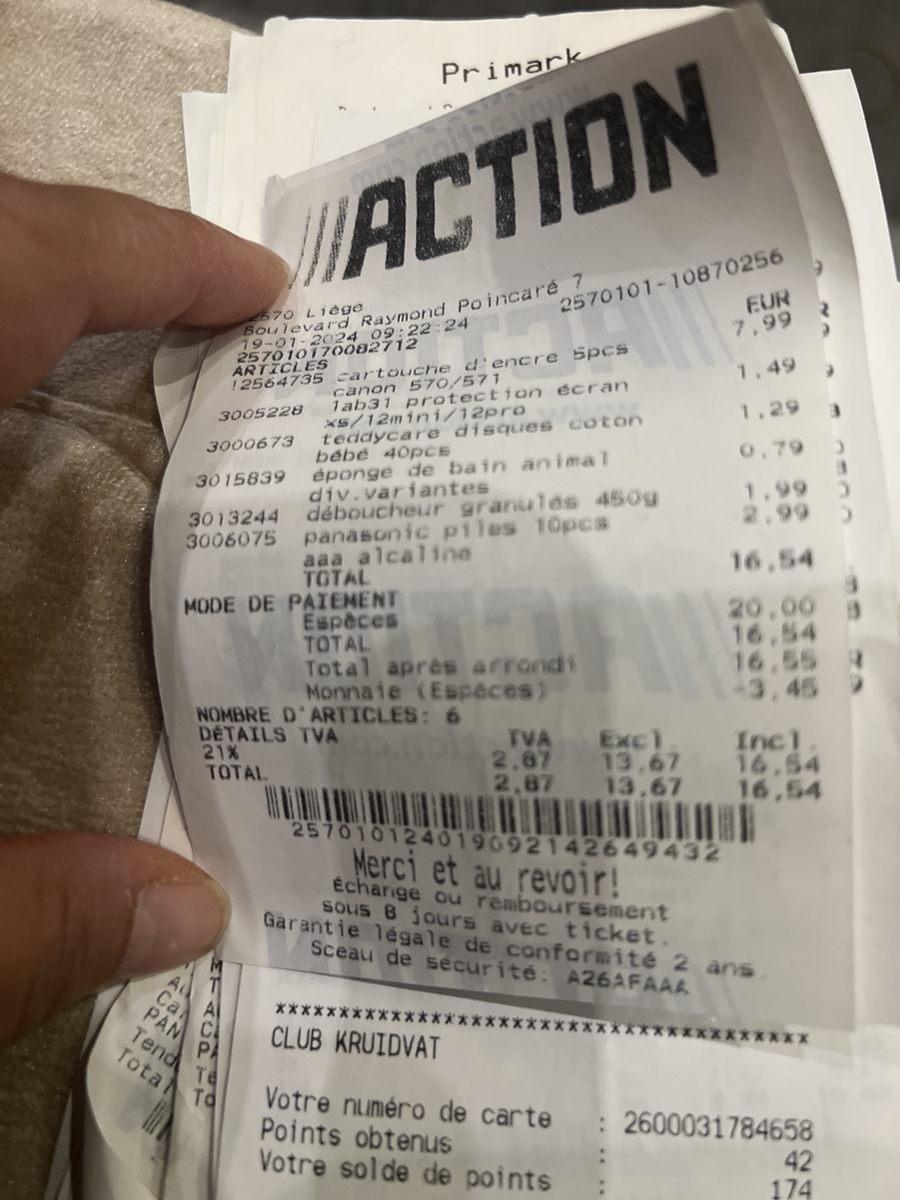 Primark
///ACTION
2570 Liège
Boulevard Raymond Poincaré 7
19-01-2024 09:22:24 2570101-10870256
257010170082712
ARTICLES EUR
!2564735 cartouche d'encre 5pcs 7,99
canon 570/571
3005228 lab31 protection écran 1,49
xs/12mini/12pro
3000673 teddycare disques coton 1,29
bébé 40pcs
3015839 éponge de bain animal 0,79
div.variantes
3013244 déboucheur granulés 450g 1,99
6006075 panasonic piles 10pcs 2,99
aaa alcaline
TOTAL 16,54
MODE DE PAIEMENT
Espèces 20,00
TOTAL 16,54
Total après arrondi 16,55
Monnaie (Espèces) -3,45
NOMBRE D'ARTICLES: 6
DÉTAILS TVA TVA Excl. Incl.
21% 2,87 13,67 16,54
TOTAL 2,87 13,67 16,54
257010124019092142649432
Merci et au revoir!
Échange ou remboursement
sous 8 jours avec ticket.
Garantie légale de conformité 2 ans.
Sceau de sécurité: A26AFAAA
****************************************
CLUB KRUIDVAT
Votre numéro de carte : 2600031784658
Points obtenus : 42
Votre solde de points : 174